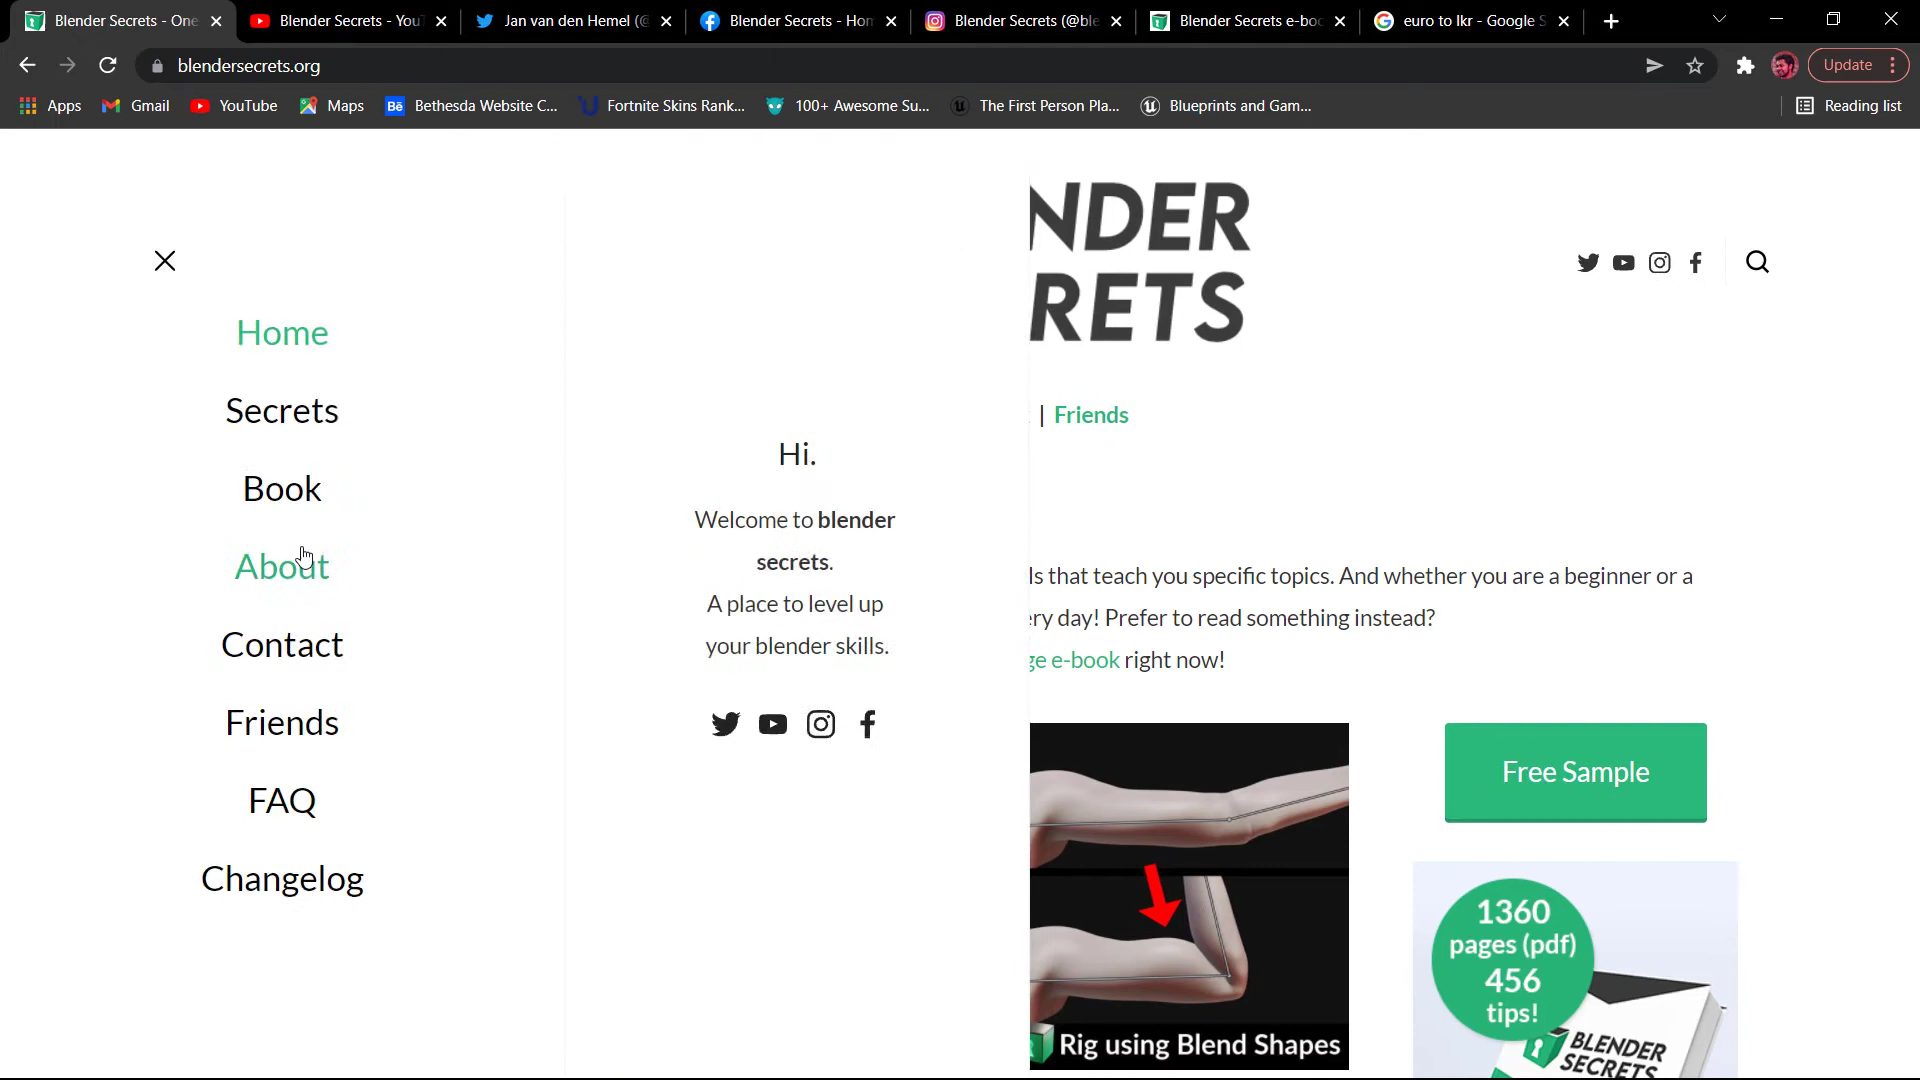 Blender Secrets - One
Blender Secrets - YouT
Jan van den Hemel (@
Blender Secrets - Hom
Blender Secrets (@ble
Blender Secrets e-boo
euro to lkr - Google S
blendersecrets.org
Update
Apps
Gmail
YouTube
Maps
Bē
Bethesda Website C...
Fortnite Skins Rank...
100+ Awesome Su...
The First Person Pla...
Blueprints and Gam...
Reading list
NDER
RETS
Home
Secrets
Book
About
Contact
Friends
FAQ
Changelog
Hi.
Welcome to blender
secrets.
A place to level up
your blender skills.
| Friends
ls that teach you specific topics. And whether you are a beginner or a
ery day! Prefer to read something instead?
ge e-book right now!
Rig using Blend Shapes
Free Sample
1360
pages (pdf)
456
tips!
BLENDER
SECRETS